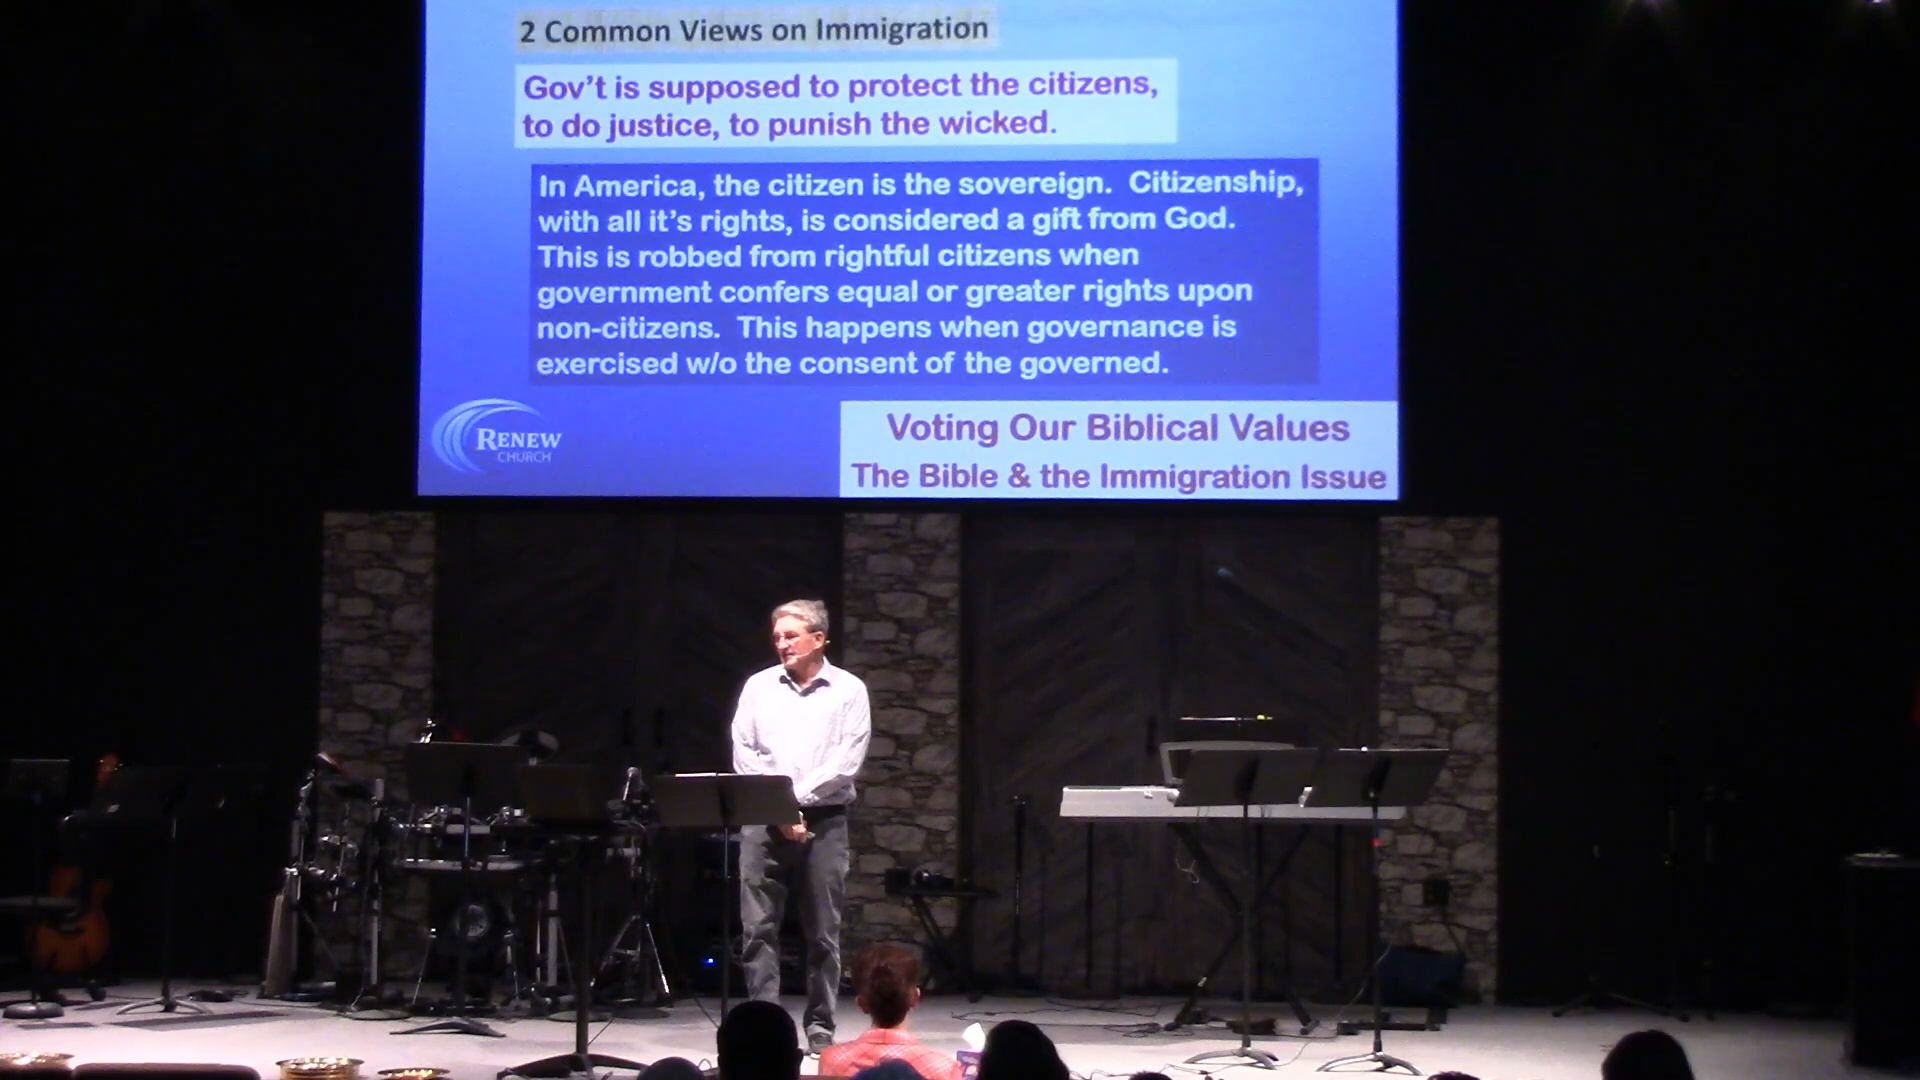 2 Common Views on Immigration
Gov't is supposed to protect the citizens,
to do justice, to punish the wicked.
In America, the citizen is the sovereign. Citizenship,
with all it's rights, is considered a gift from God.
This is robbed from rightful citizens when
government confers equal or greater rights upon
non-citizens. This happens when governance is
exercised w/o the consent of the governed.
RENEW
CHURCH
Voting Our Biblical Values
The Bible & the Immigration Issue